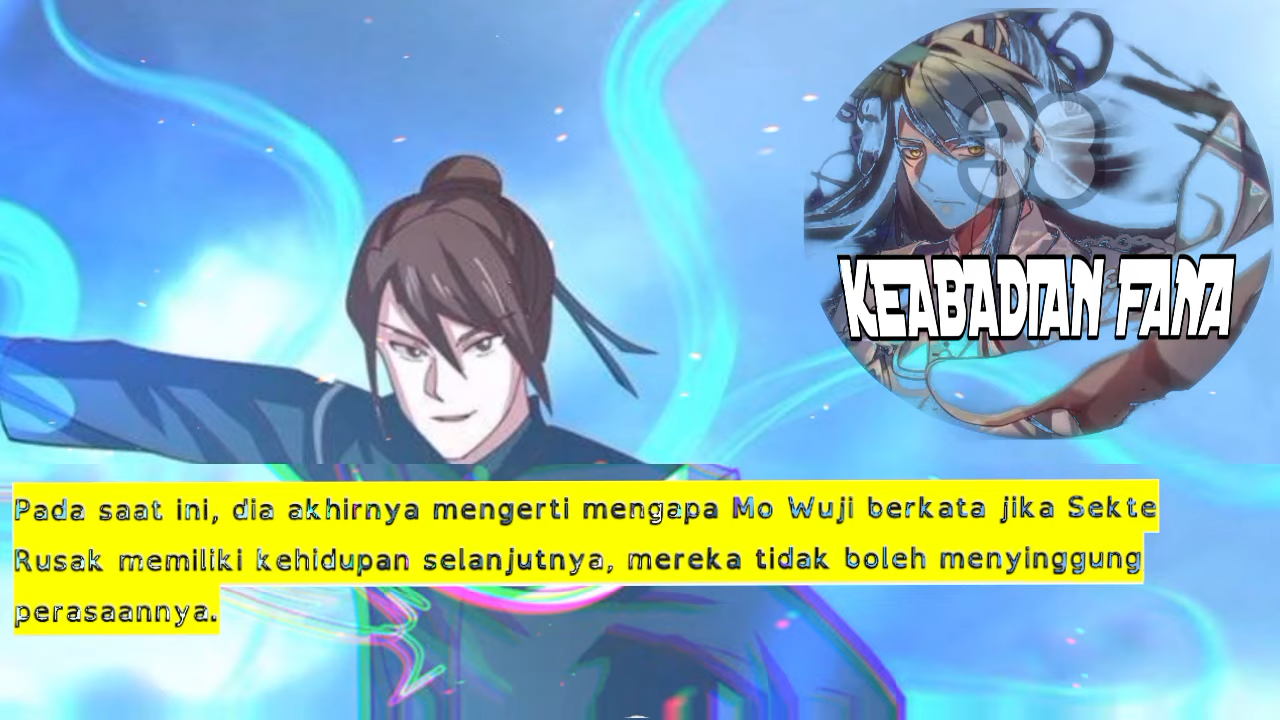 38
KEABADIAN FANA
Pada saat ini, dia akhirnya mengerti mengapa Mo Wuji berkata jika Sekte
Rusak memiliki kehidupan selanjutnya, mereka tidak boleh menyinggung
perasaannya.